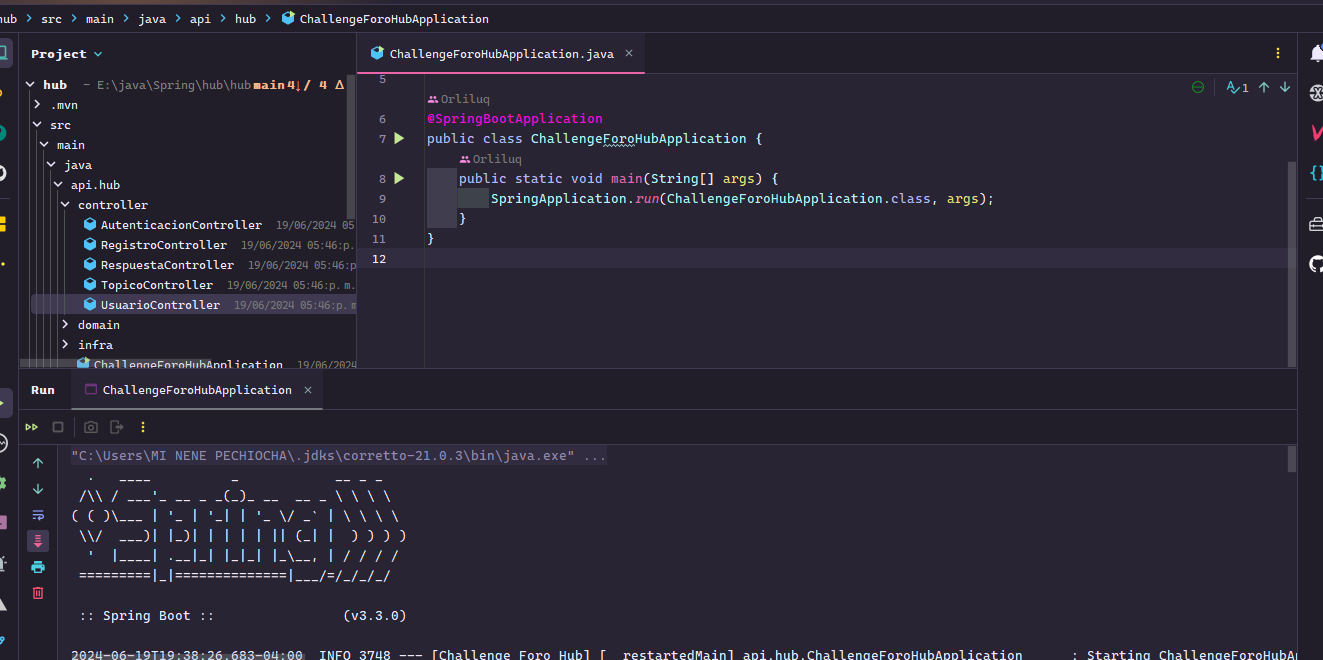 hub > src > main > java > api > hub > ChallengeForoHubApplication
Project
hub – E:\java\Spring\hub\hub main 4↓/ 4 Δ
.mvn
src
main
java
api.hub
controller
AutenticacionController 19/06/2024 05
RegistroController 19/06/2024 05:46:p.
RespuestaController 19/06/2024 05:46:p
TopicoController 19/06/2024 05:46:p. m.
UsuarioController 19/06/2024 05:46:p. m
domain
infra
ChallengeForoHubApplication 19/06/2024
ChallengeForoHubApplication.java ×
1
5
Orliluq
6 @SpringBootApplication
7 public class ChallengeForoHubApplication {
Orliluq
8 public static void main(String[] args) {
9 SpringApplication.run(ChallengeForoHubApplication.class, args);
10 }
11 }
12
Run ChallengeForoHubApplication ×
"C:\Users\MI NENE PECHIOCHA\.jdks\corretto-21.0.3\bin\java.exe" ...
  .   ____          _            __ _ _
 /\\ / ___'_ __ _ _(_)_ __  __ _ \ \ \ \
( ( )\___ | '_ | '_| | '_ \/ _` | \ \ \ \
 \\/  ___)| |_)| | | | | || (_| |  ) ) ) )
  '  |____| .__|_| |_|_| |_\__, | / / / /
 =========|_|==============|___/=/_/_/_/
:: Spring Boot :: (v3.3.0)
2024-06-19T19:38:26.683-04:00 INFO 3748 --- [Challenge Foro Hub] [ restartedMain] api.hub.ChallengeForoHubApplication : Starting ChallengeForoHubA